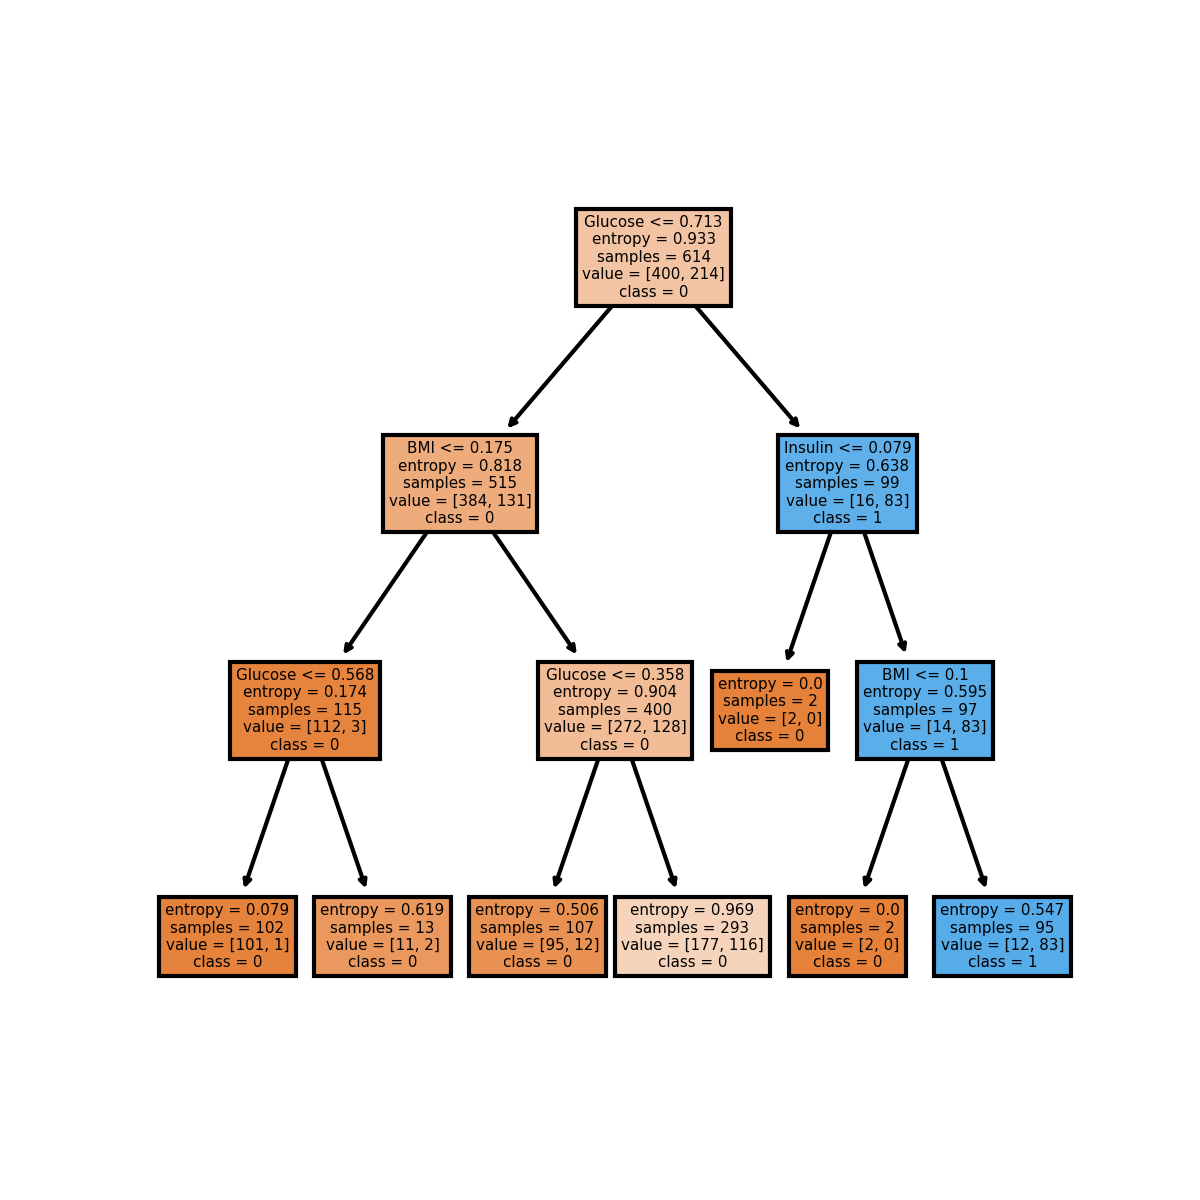 Glucose <= 0.713
entropy = 0.933
samples = 614
value = [400, 214]
class = 0
BMI <= 0.175
entropy = 0.818
samples = 515
value = [384, 131]
class = 0
Insulin <= 0.079
entropy = 0.638
samples = 99
value = [16, 83]
class = 1
Glucose <= 0.568
entropy = 0.174
samples = 115
value = [112, 3]
class = 0
Glucose <= 0.358
entropy = 0.904
samples = 400
value = [272, 128]
class = 0
entropy = 0.0
samples = 2
value = [2, 0]
class = 0
BMI <= 0.1
entropy = 0.595
samples = 97
value = [14, 83]
class = 1
entropy = 0.079
samples = 102
value = [101, 1]
class = 0
entropy = 0.619
samples = 13
value = [11, 2]
class = 0
entropy = 0.506
samples = 107
value = [95, 12]
class = 0
entropy = 0.969
samples = 293
value = [177, 116]
class = 0
entropy = 0.0
samples = 2
value = [2, 0]
class = 0
entropy = 0.547
samples = 95
value = [12, 83]
class = 1